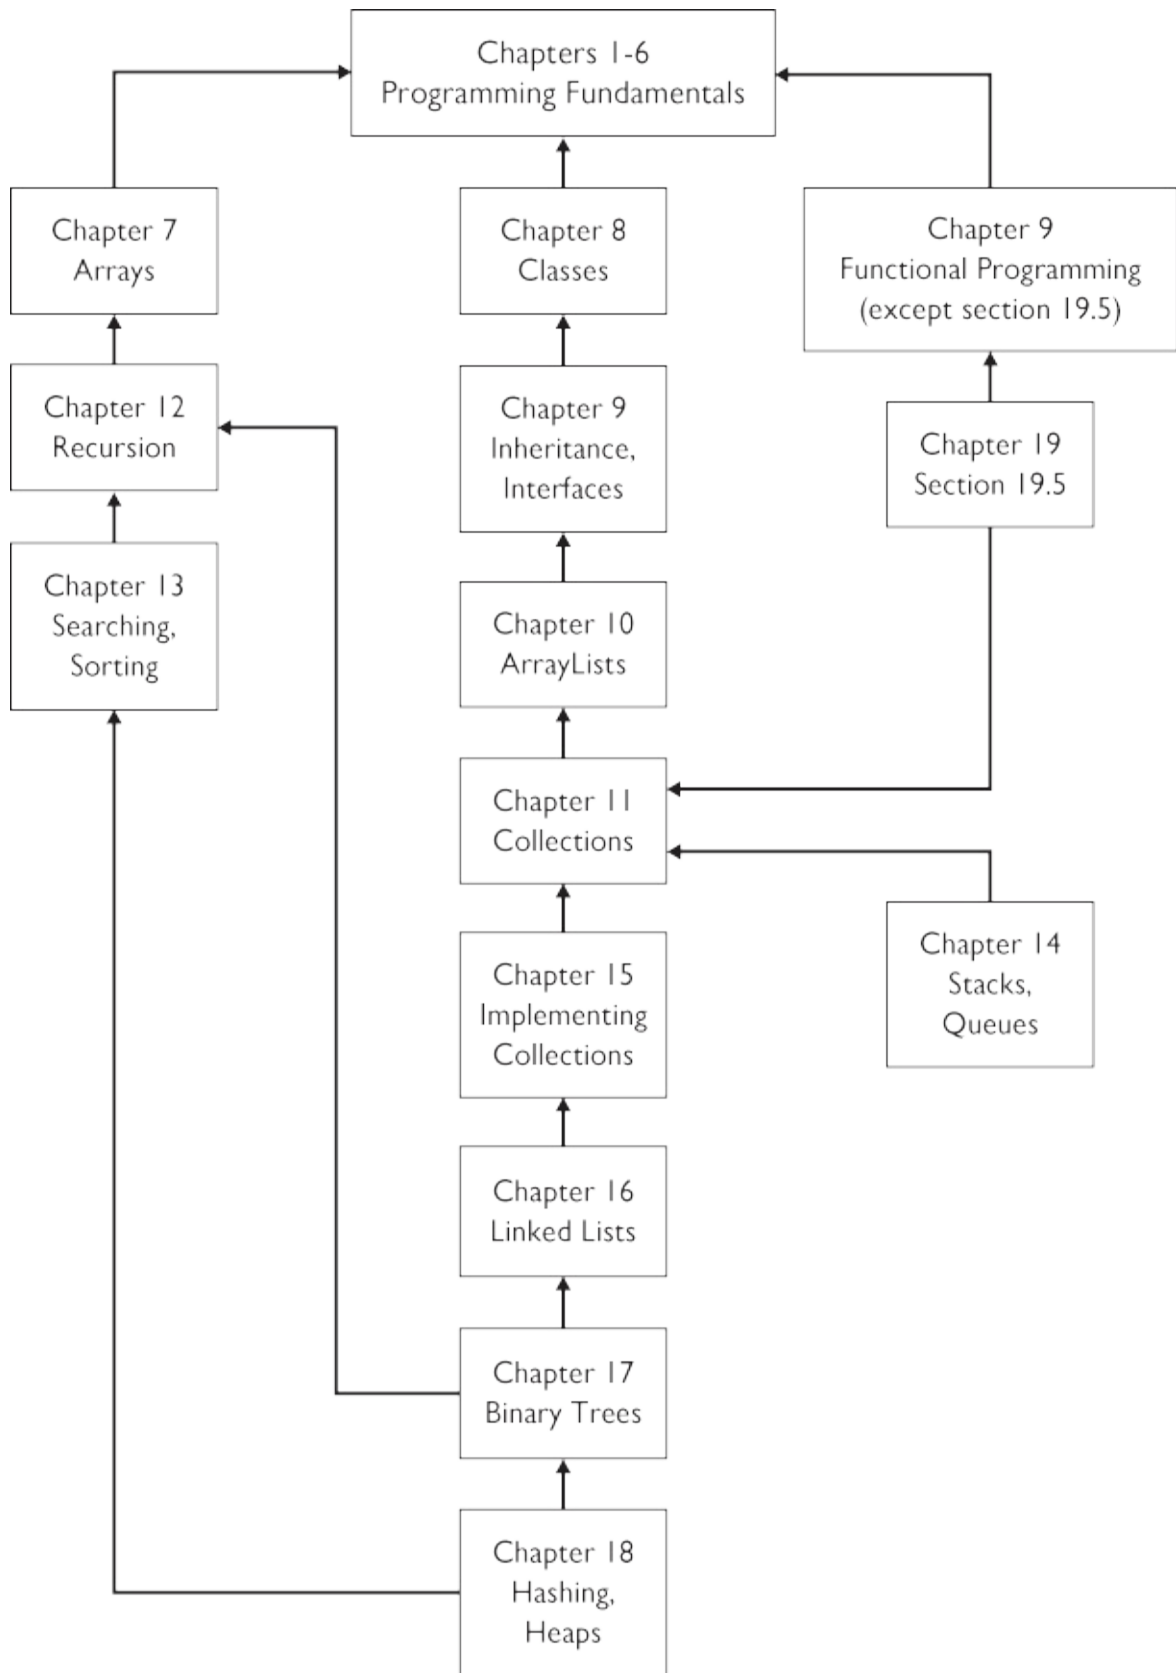 Chapters 1-6
Programming Fundamentals
Chapter 7
Arrays
Chapter 8
Classes
Chapter 9
Functional Programming
(except section 19.5)
Chapter 12
Recursion
Chapter 9
Inheritance,
Interfaces
Chapter 19
Section 19.5
Chapter 13
Searching,
Sorting
Chapter 10
ArrayLists
Chapter 11
Collections
Chapter 14
Stacks,
Queues
Chapter 15
Implementing
Collections
Chapter 16
Linked Lists
Chapter 17
Binary Trees
Chapter 18
Hashing,
Heaps